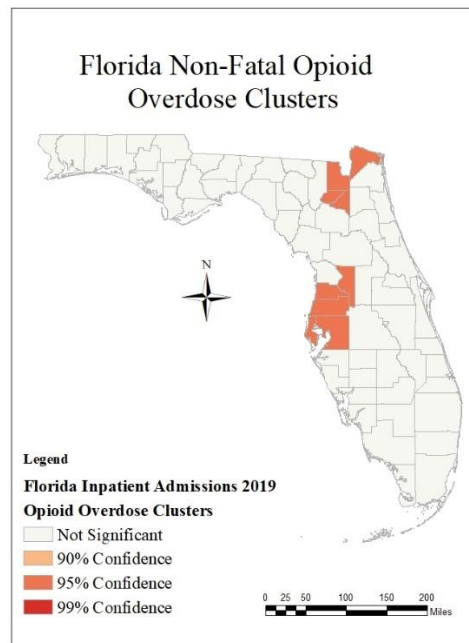 Florida Non-Fatal Opioid
Overdose Clusters
N
Legend
Florida Inpatient Admissions 2019
Opioid Overdose Clusters
Not Significant
90% Confidence
95% Confidence
99% Confidence
0 25 50 100 150 200
Miles